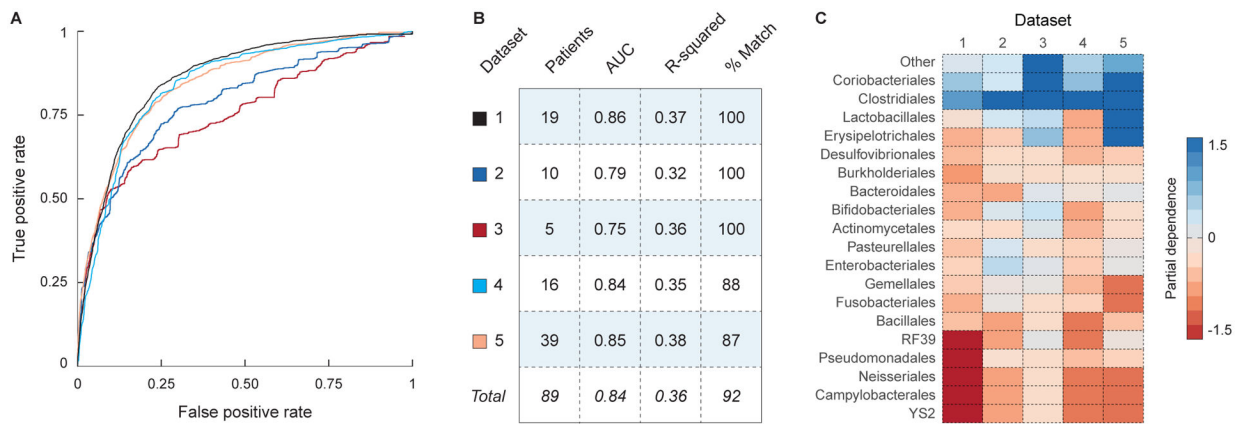 A
True positive rate
1
0.75
0.50
0.25
0
0
0.25
0.50
0.75
1
False positive rate
B
Dataset Patients AUC R-squared % Match
1 19 0.86 0.37 100
2 10 0.79 0.32 100
3 5 0.75 0.36 100
4 16 0.84 0.35 88
5 39 0.85 0.38 87
Total 89 0.84 0.36 92
C
Dataset
1 2 3 4 5
Other
Coriobacteriales
Clostridiales
Lactobacillales
Erysipelotrichales
Desulfovibrionales
Burkholderiales
Bacteroidales
Bifidobacteriales
Actinomycetales
Pasteurellales
Enterobacteriales
Gemellales
Fusobacteriales
Bacillales
RF39
Pseudomonadales
Neisseriales
Campylobacterales
YS2
Partial dependence
1.5
0
-1.5